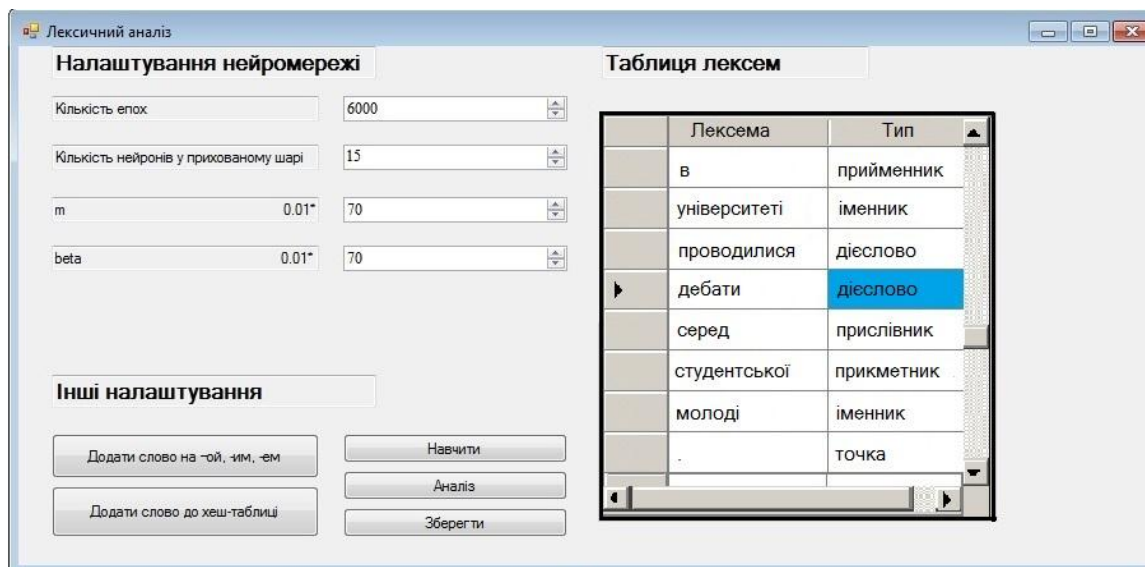 Лексичний аналіз
Налаштування нейромережі
Кількість епох 6000
Кількість нейронів у прихованому шарі 15
m 0.01* 70
beta 0.01* 70
Інші налаштування
Додати слово на -ой, -им, -ем
Додати слово до хеш-таблиці
Навчити
Аналіз
Зберегти
Таблиця лексем
Лексема Тип
в прийменник
університеті іменник
проводилися дієслово
дебати дієслово
серед прислівник
студентської прикметник
молоді іменник
. точка